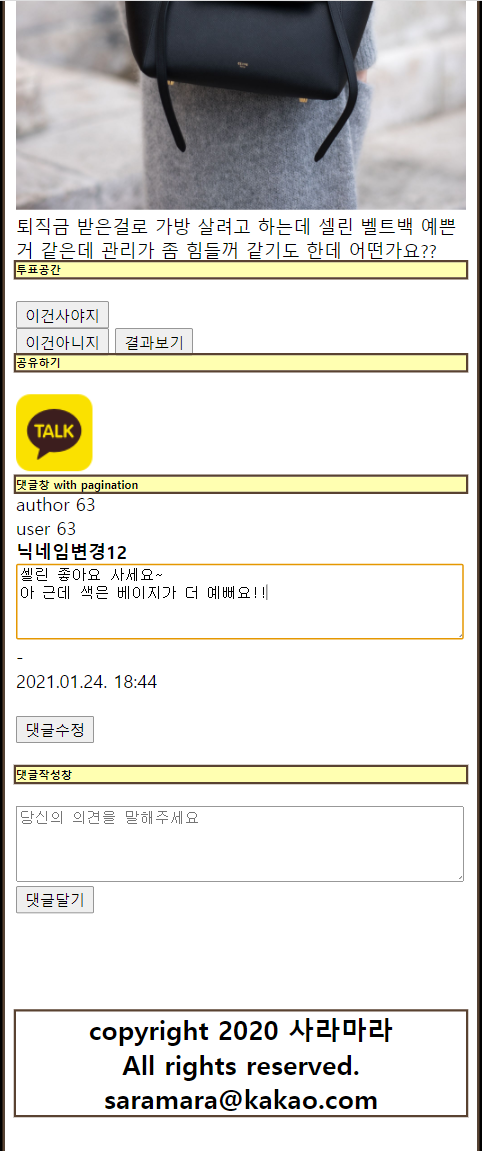 CELINE
퇴직금 받은걸로 가방 살려고 하는데 셀린 벨트백 예쁜
거 같은데 관리가 좀 힘들꺼 같기도 한데 어떤가요??
투표공간
이건사야지
이건아니지 결과보기
공유하기
TALK
댓글창 with pagination
author 63
user 63
닉네임변경12
셀린 좋아요 사세요~
아 근데 색은 베이지가 더 예뻐요!!
-
2021.01.24. 18:44
댓글수정
댓글작성창
당신의 의견을 말해주세요
댓글달기
copyright 2020 사라마라
All rights reserved.
saramara@kakao.com